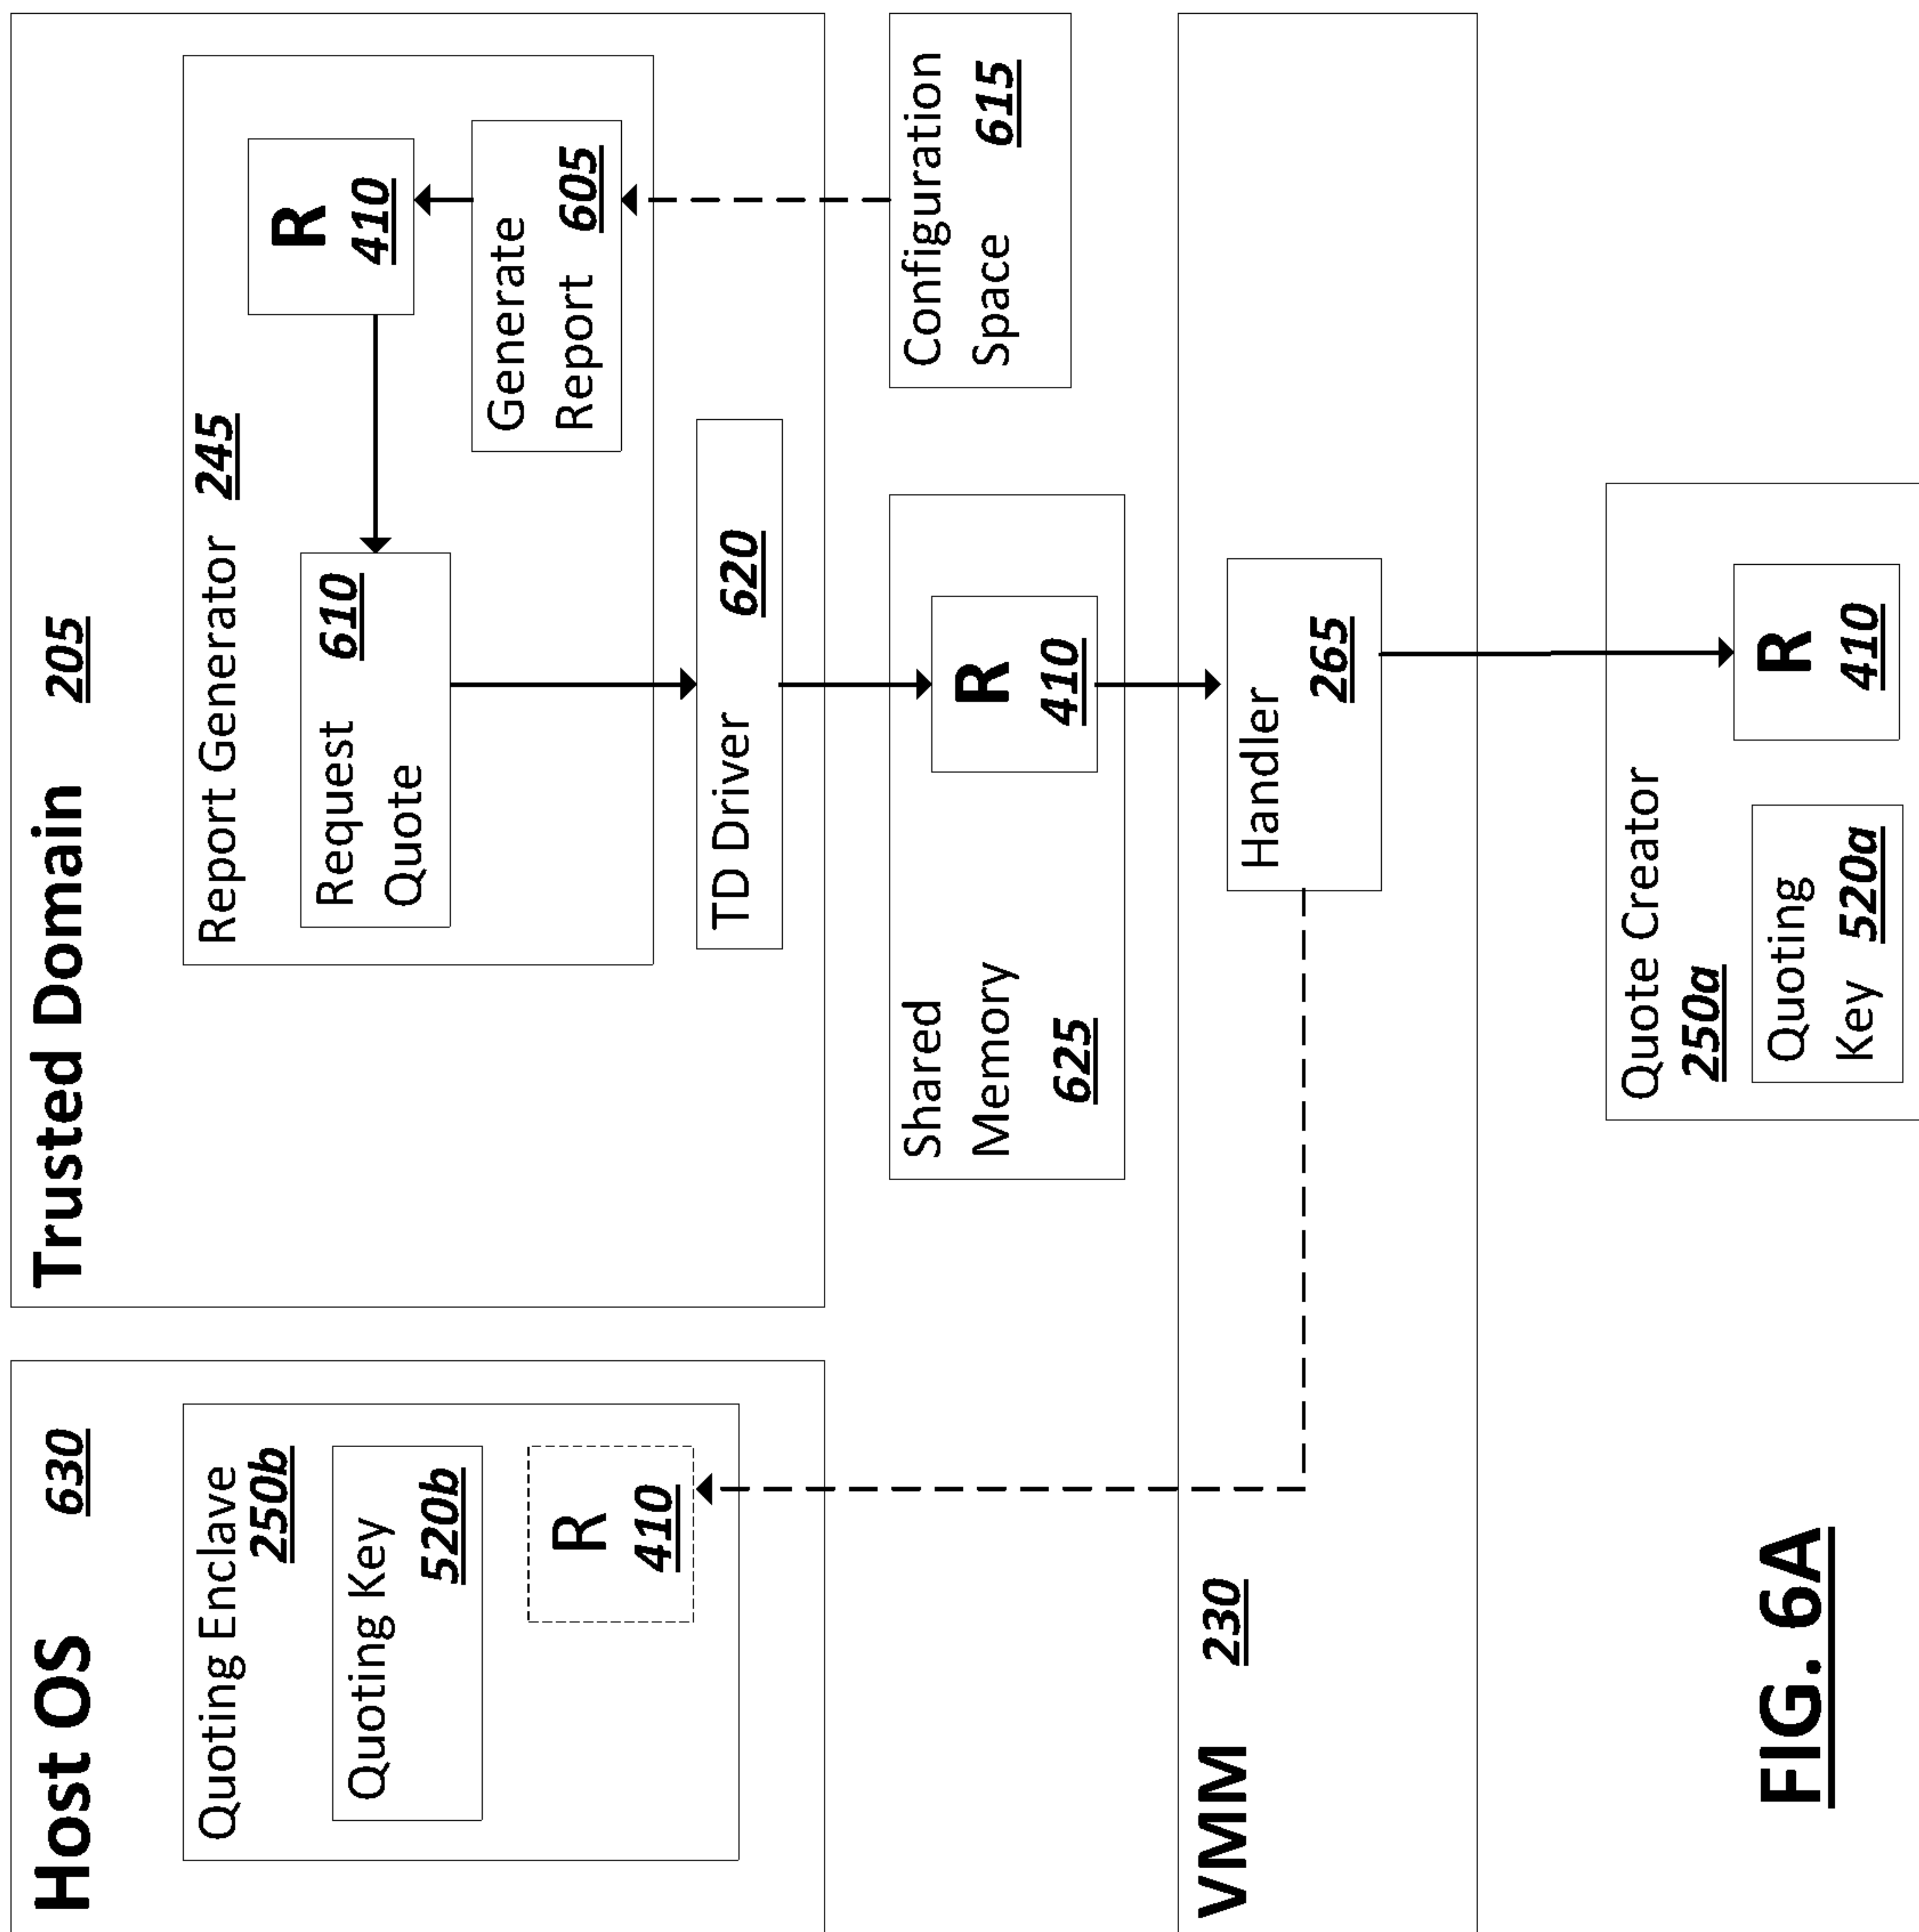 Host OS 630
Quoting Enclave
250b
Quoting Key
520b
R
410
Trusted Domain 205
Report Generator 245
Request
610
Quote
R
410
Generate
Report 605
TD Driver 620
Shared
Memory
625
R
410
Configuration
Space 615
VMM 230
Handler
265
Quote Creator
250a
Quoting
Key 520a
R
410
FIG. 6A